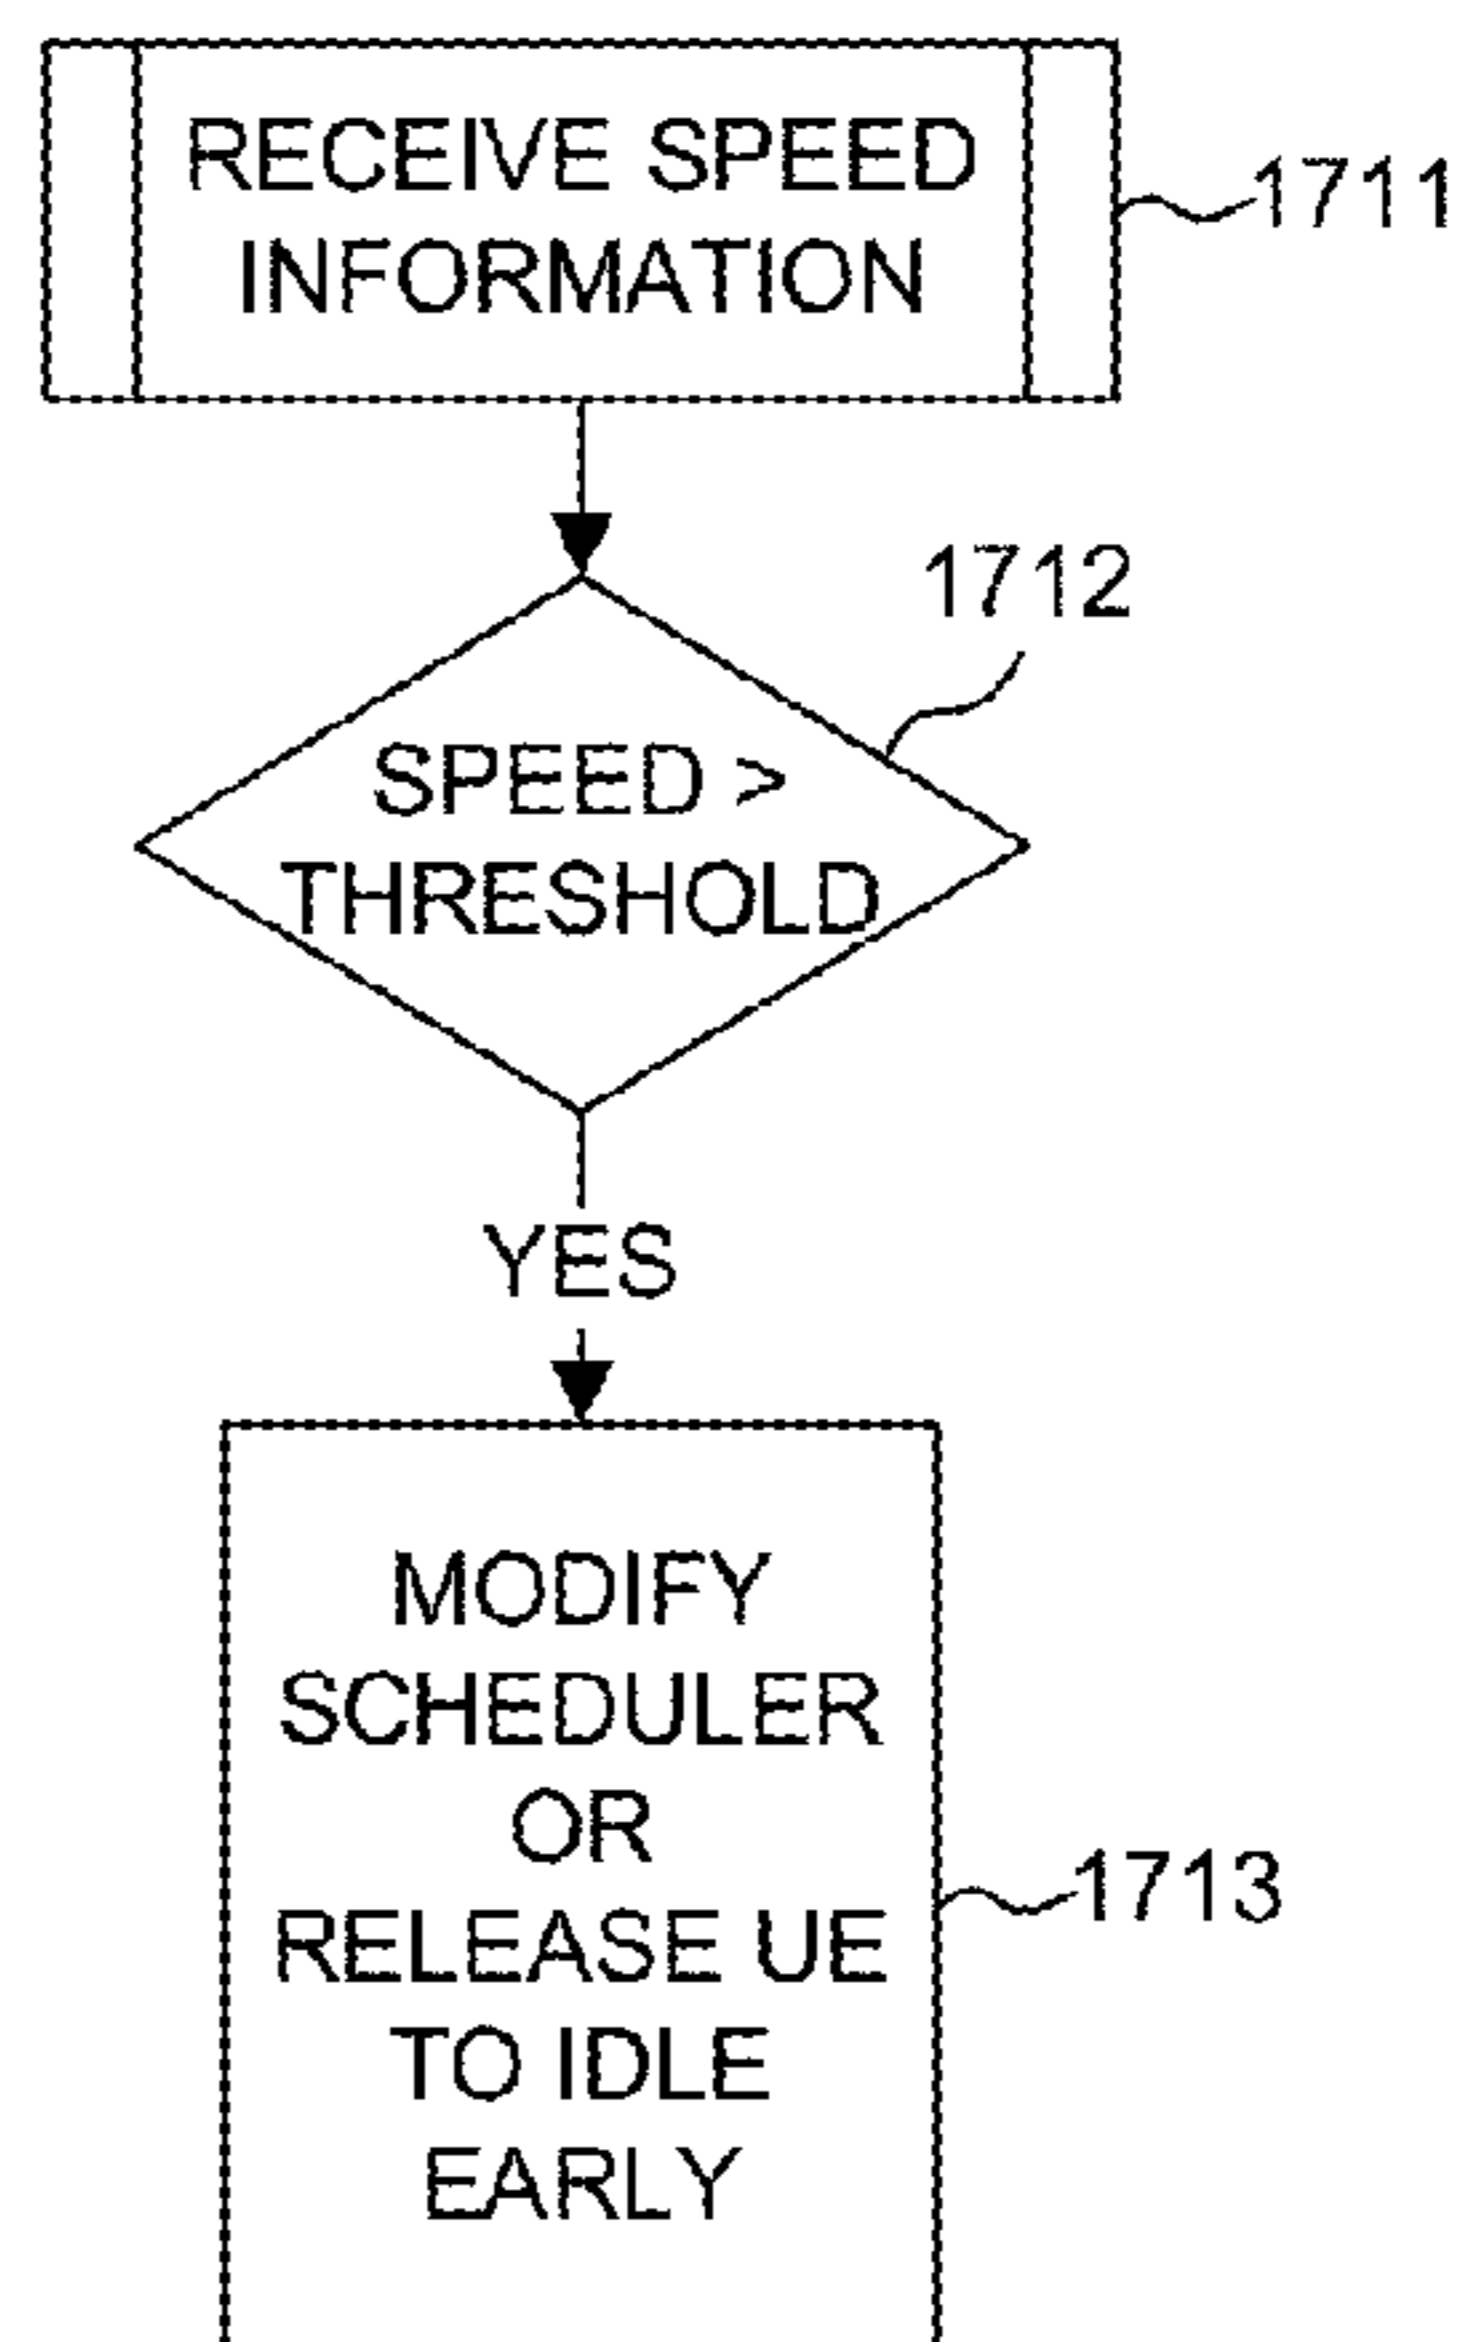 RECEIVE SPEED
INFORMATION
1711
1712
SPEED >
THRESHOLD
YES
MODIFY
SCHEDULER
OR
RELEASE UE
TO IDLE
EARLY
1713